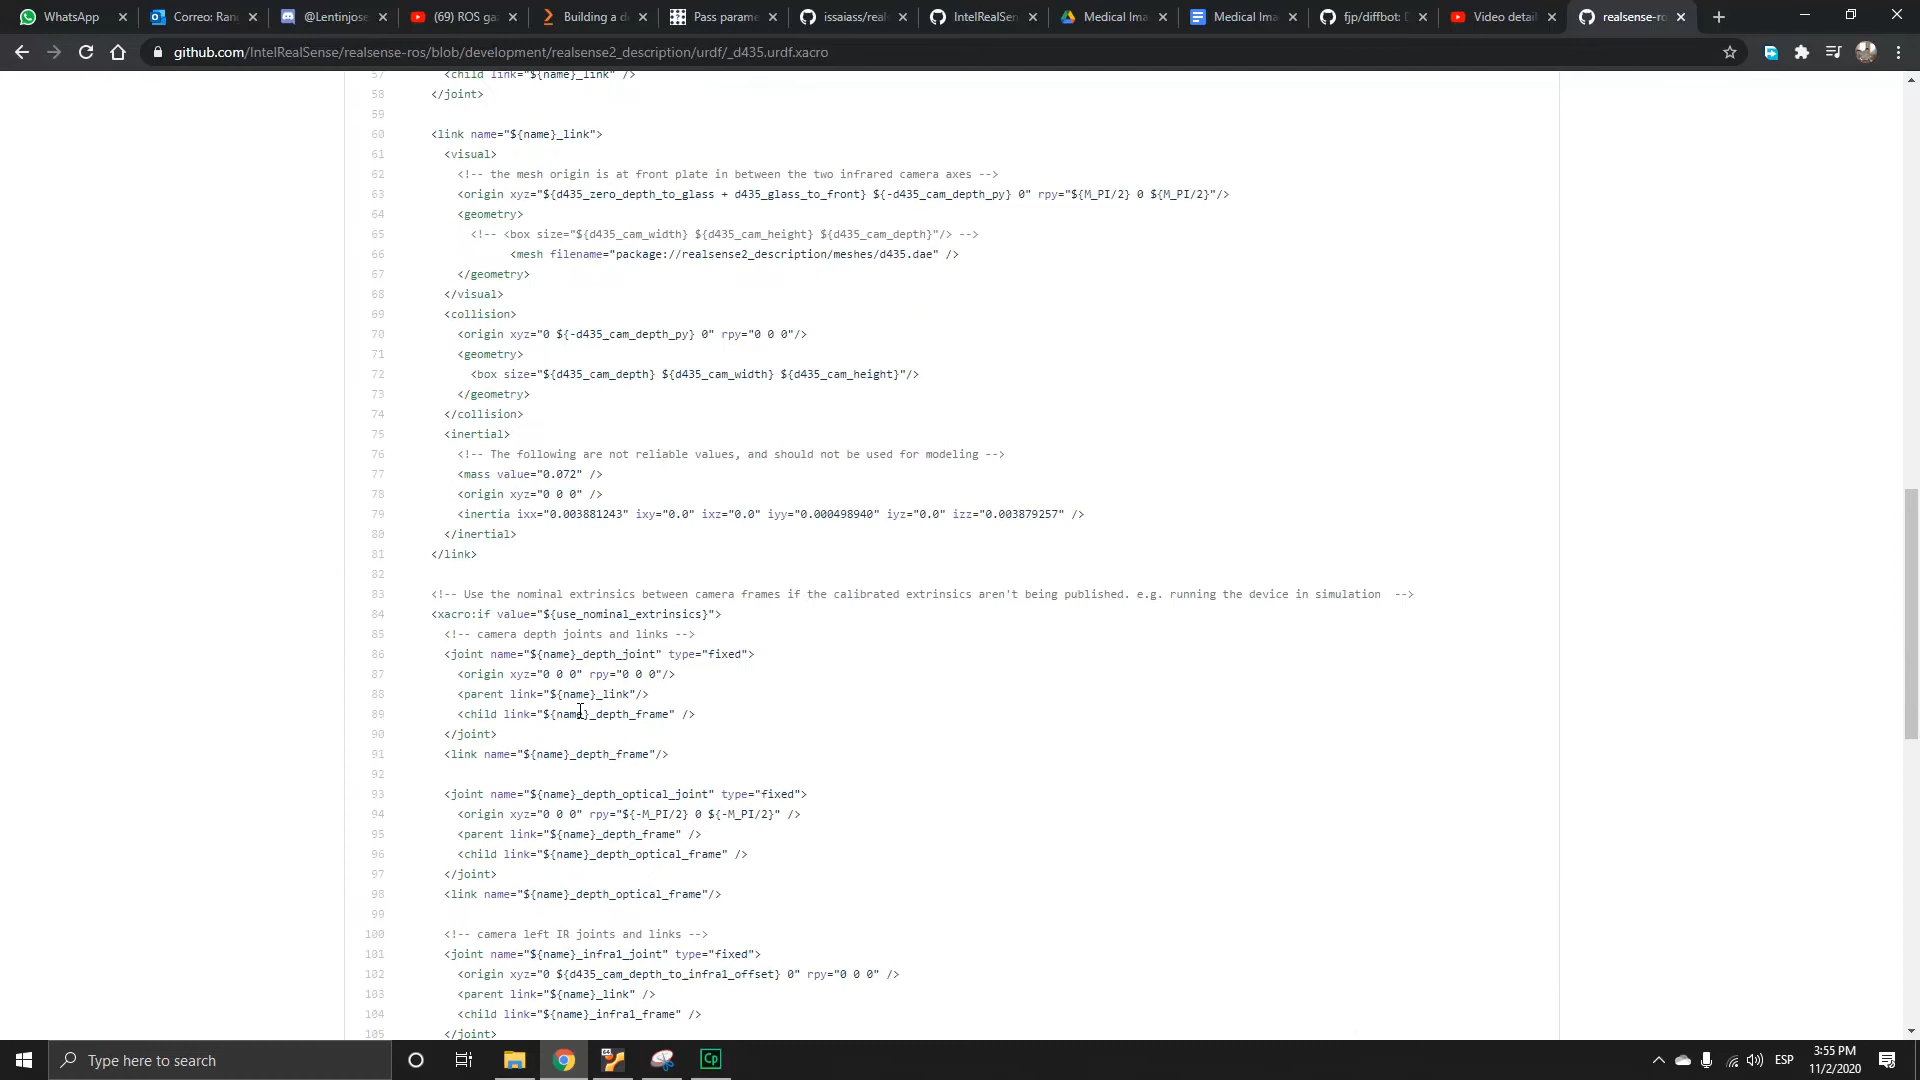 WhatsApp
Correo: Ran
@Lentinjose
(69) ROS ga
Building a d
Pass parame
issaiass/real
IntelRealSen
Medical Ima
Medical Ima
fjp/diffbot: D
Video detail
realsense-ro
github.com/IntelRealSense/realsense-ros/blob/development/realsense2_description/urdf/_d435.urdf.xacro
57 <child link="${name}_link" />
58 </joint>
59
60 <link name="${name}_link">
61 <visual>
62 <!-- the mesh origin is at front plate in between the two infrared camera axes -->
63 <origin xyz="${d435_zero_depth_to_glass + d435_glass_to_front} ${-d435_cam_depth_py} 0" rpy="${M_PI/2} 0 ${M_PI/2}"/>
64 <geometry>
65 <!-- <box size="${d435_cam_width} ${d435_cam_height} ${d435_cam_depth}"/> -->
66 <mesh filename="package://realsense2_description/meshes/d435.dae" />
67 </geometry>
68 </visual>
69 <collision>
70 <origin xyz="0 ${-d435_cam_depth_py} 0" rpy="0 0 0"/>
71 <geometry>
72 <box size="${d435_cam_depth} ${d435_cam_width} ${d435_cam_height}"/>
73 </geometry>
74 </collision>
75 <inertial>
76 <!-- The following are not reliable values, and should not be used for modeling -->
77 <mass value="0.072" />
78 <origin xyz="0 0 0" />
79 <inertia ixx="0.003881243" ixy="0.0" ixz="0.0" iyy="0.000498940" iyz="0.0" izz="0.003879257" />
80 </inertial>
81 </link>
82
83 <!-- Use the nominal extrinsics between camera frames if the calibrated extrinsics aren't being published. e.g. running the device in simulation -->
84 <xacro:if value="${use_nominal_extrinsics}">
85 <!-- camera depth joints and links -->
86 <joint name="${name}_depth_joint" type="fixed">
87 <origin xyz="0 0 0" rpy="0 0 0"/>
88 <parent link="${name}_link"/>
89 <child link="${name}_depth_frame" />
90 </joint>
91 <link name="${name}_depth_frame"/>
92
93 <joint name="${name}_depth_optical_joint" type="fixed">
94 <origin xyz="0 0 0" rpy="${-M_PI/2} 0 ${-M_PI/2}" />
95 <parent link="${name}_depth_frame" />
96 <child link="${name}_depth_optical_frame" />
97 </joint>
98 <link name="${name}_depth_optical_frame"/>
99
100 <!-- camera left IR joints and links -->
101 <joint name="${name}_infra1_joint" type="fixed">
102 <origin xyz="0 ${d435_cam_depth_to_infra1_offset} 0" rpy="0 0 0" />
103 <parent link="${name}_link" />
104 <child link="${name}_infra1_frame" />
105 </joint>
Type here to search
Cp
ESP
3:55 PM
11/2/2020